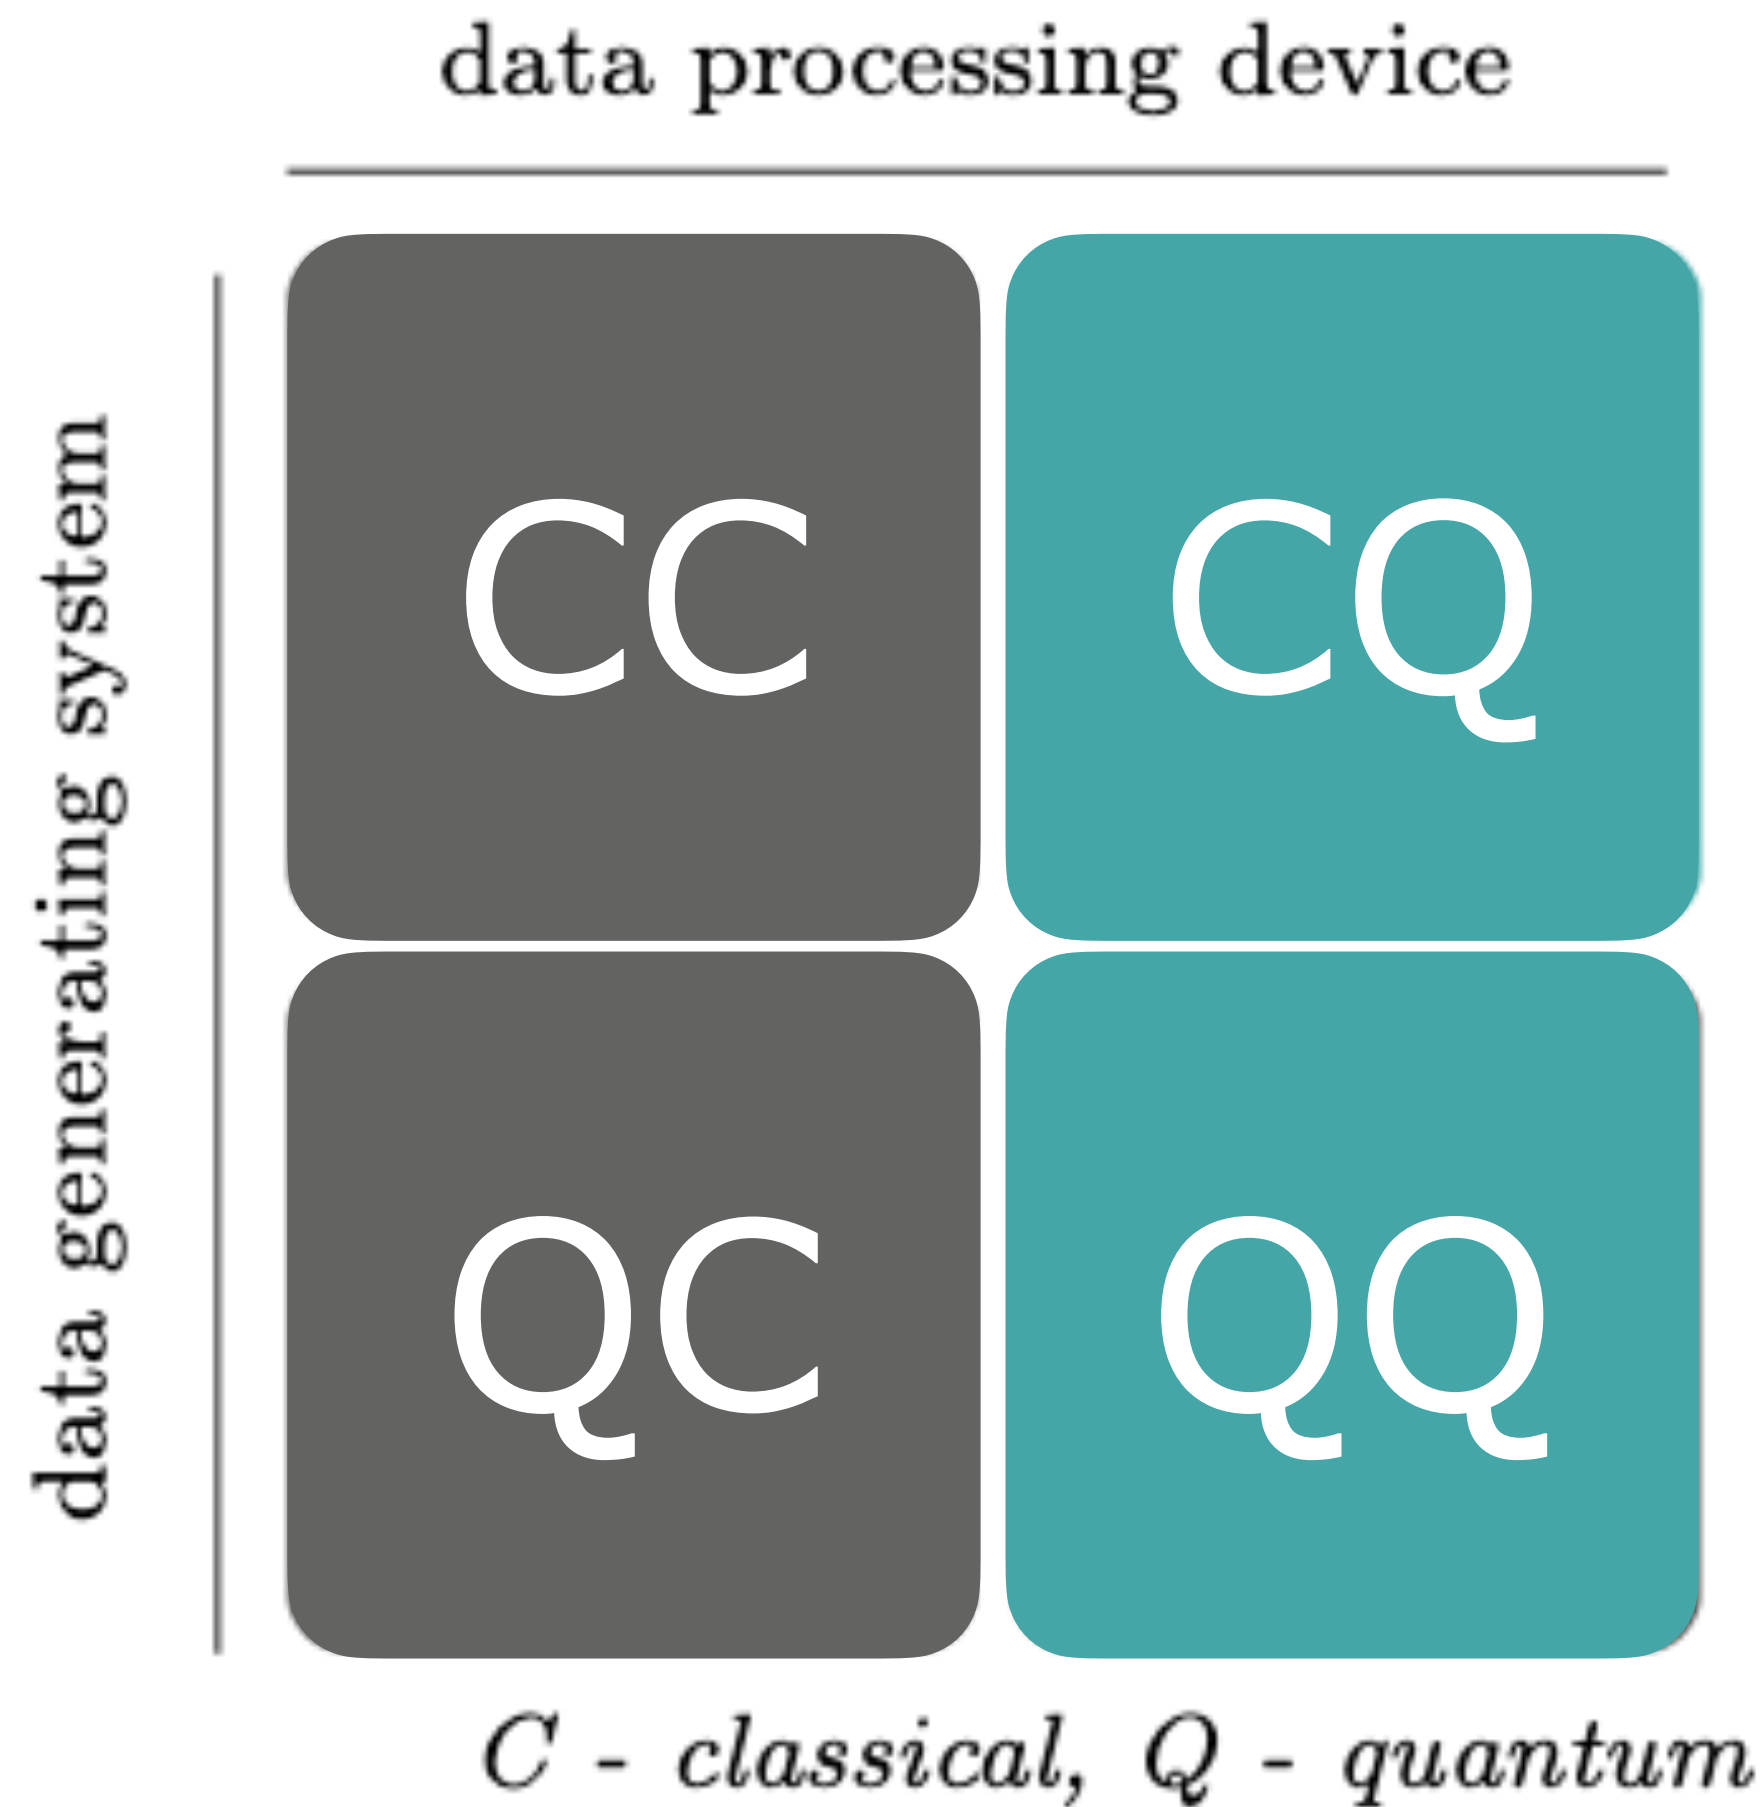 data processing device
data generating system
CC
CQ
QC
QQ
C - classical, Q - quantum